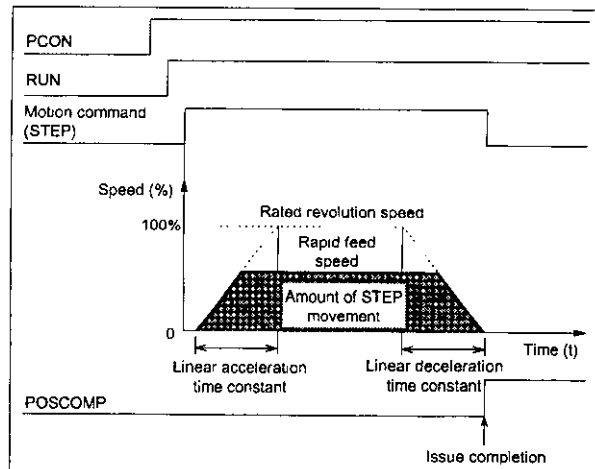 PCON
RUN
Motion command
(STEP)
Speed (%)
100%
Rated revolution speed
Rapid feed
speed
Amount of STEP
movement
0
Time (t)
Linear acceleration
time constant
Linear deceleration
time constant
POSCOMP
Issue completion